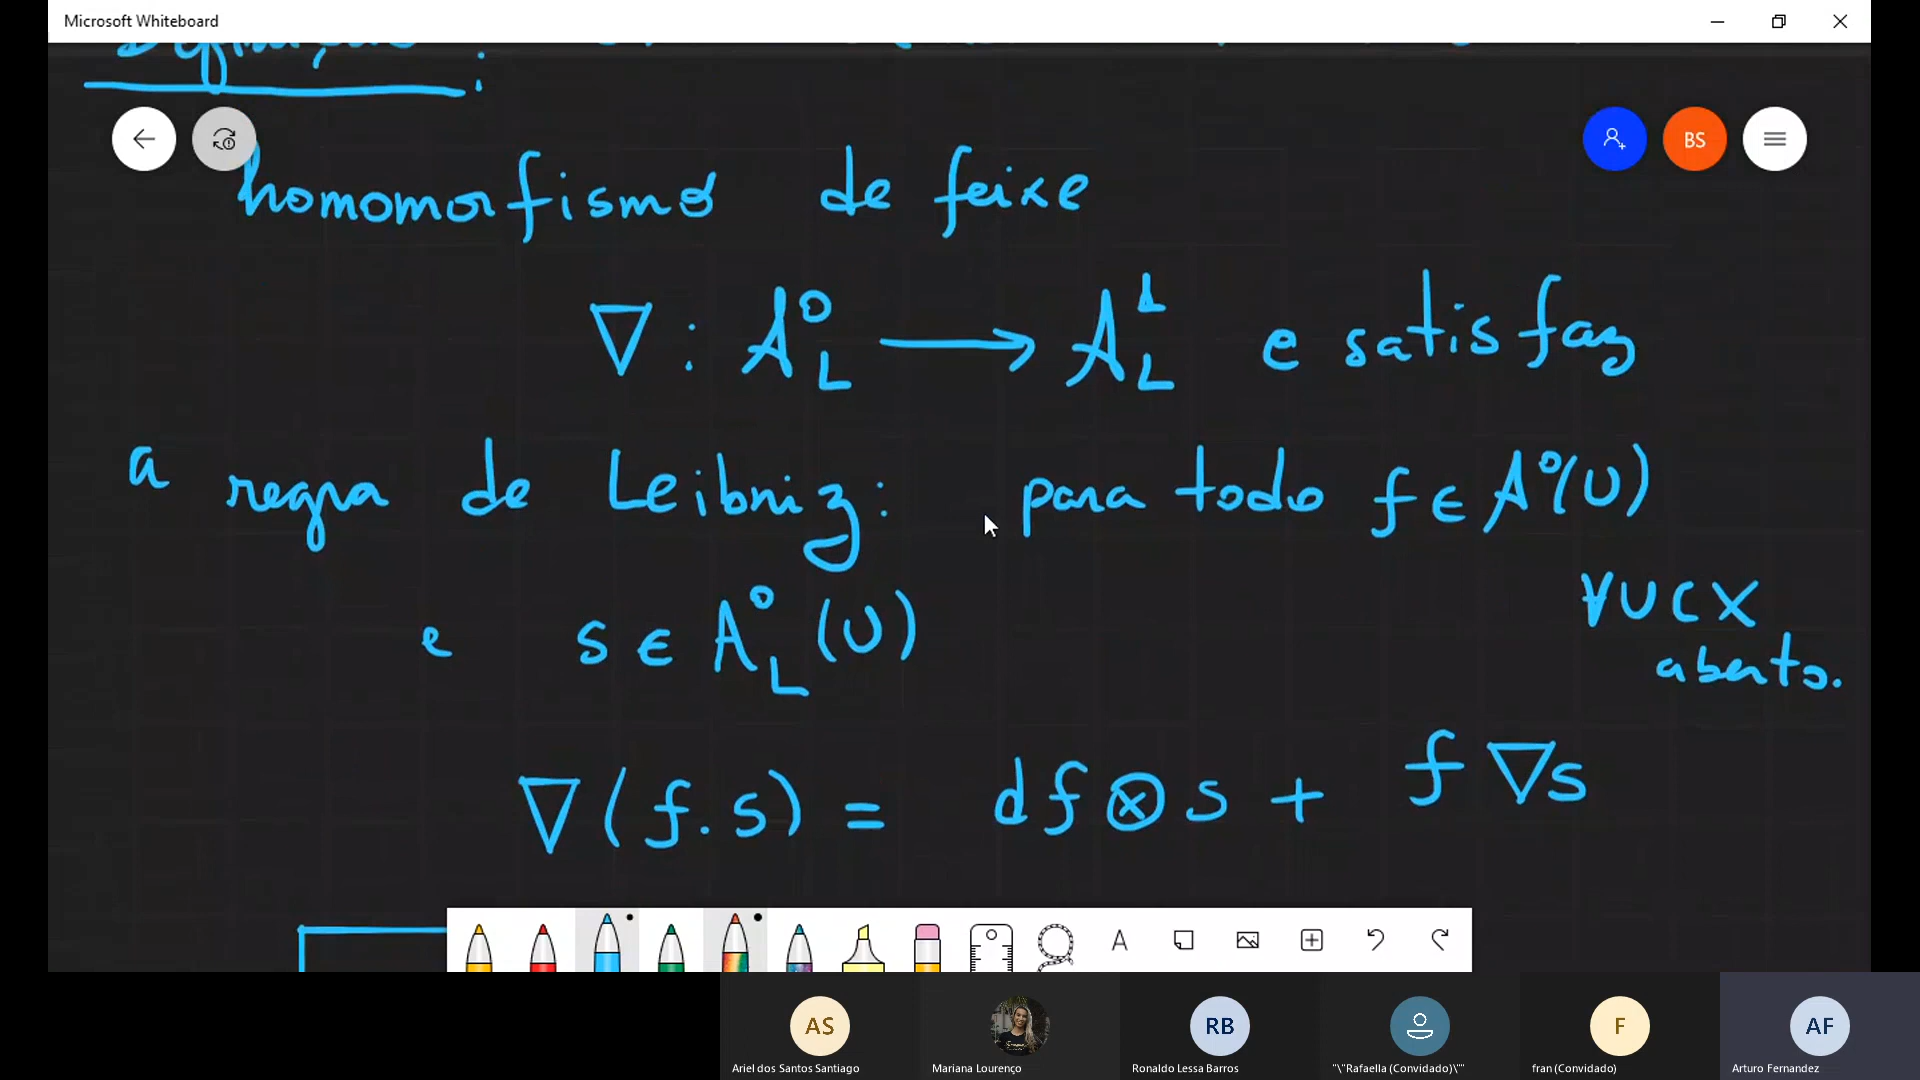 Microsoft Whiteboard
Definição:
BS
homomorfismo de feixe
∇ : A⁰_L ⟶ A¹_L e satisfaz
a regra de Leibniz: para todo f ∈ A⁰(U)
∀U⊂X
e s ∈ A⁰_L (U)
aberto.
∇(f.s) = df⊗s + f∇s
A
AS
RB
F
AF
Ariel dos Santos Santiago
Mariana Lourenço
Ronaldo Lessa Barros
"\"Rafaella (Convidado)\""
fran (Convidado)
Arturo Fernandez